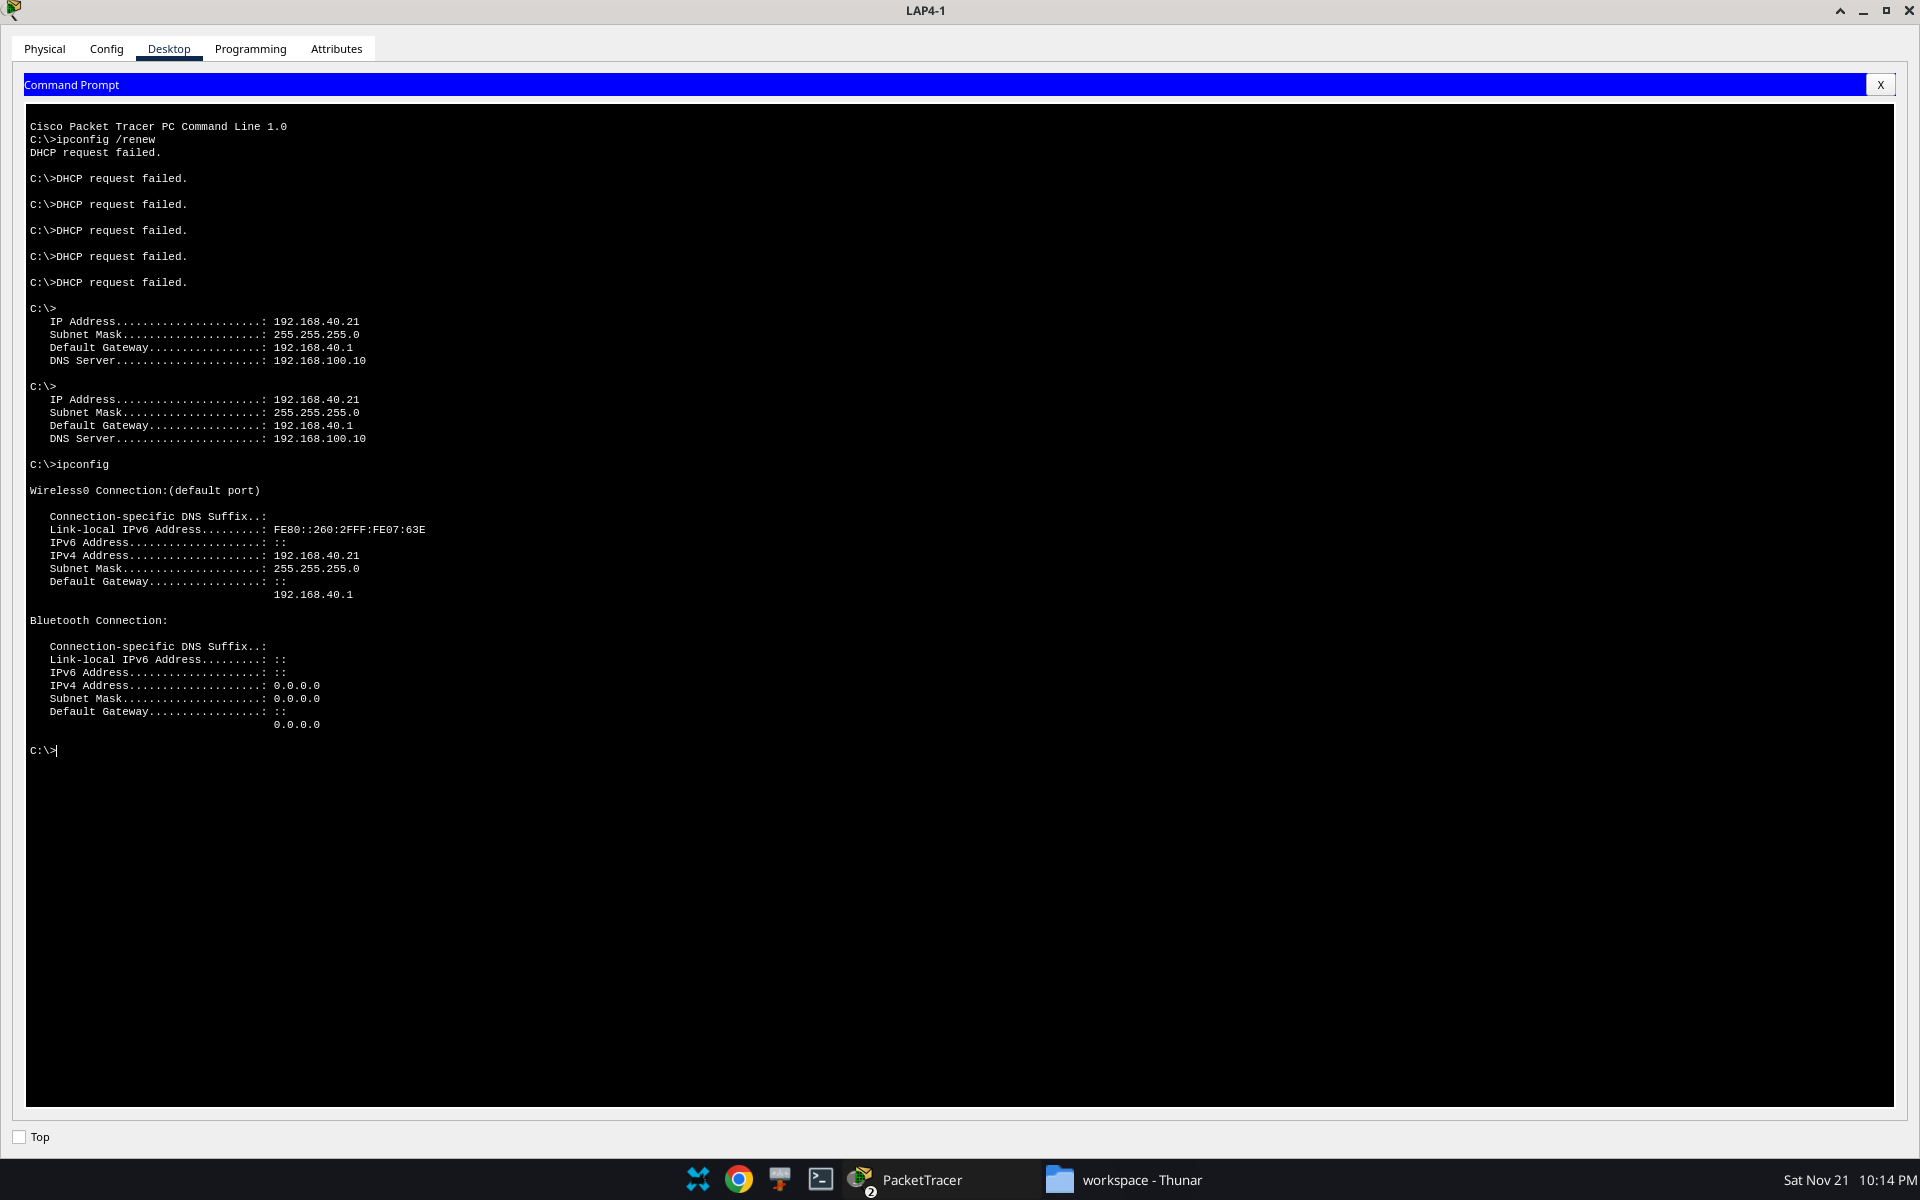 LAP4-1
Physical Config Desktop Programming Attributes
Command Prompt X
Cisco Packet Tracer PC Command Line 1.0
C:\>ipconfig /renew
DHCP request failed.
C:\>DHCP request failed.
C:\>DHCP request failed.
C:\>DHCP request failed.
C:\>DHCP request failed.
C:\>DHCP request failed.
C:\>
IP Address......................: 192.168.40.21
Subnet Mask.....................: 255.255.255.0
Default Gateway.................: 192.168.40.1
DNS Server......................: 192.168.100.10
C:\>
IP Address......................: 192.168.40.21
Subnet Mask.....................: 255.255.255.0
Default Gateway.................: 192.168.40.1
DNS Server......................: 192.168.100.10
C:\>ipconfig
Wireless0 Connection:(default port)
Connection-specific DNS Suffix..:
Link-local IPv6 Address.........: FE80::260:2FFF:FE07:63E
IPv6 Address....................: ::
IPv4 Address....................: 192.168.40.21
Subnet Mask.....................: 255.255.255.0
Default Gateway.................: ::
192.168.40.1
Bluetooth Connection:
Connection-specific DNS Suffix..:
Link-local IPv6 Address.........: ::
IPv6 Address....................: ::
IPv4 Address....................: 0.0.0.0
Subnet Mask.....................: 0.0.0.0
Default Gateway.................: ::
0.0.0.0
C:\>
Top
2 PacketTracer workspace - Thunar Sat Nov 21 10:14 PM